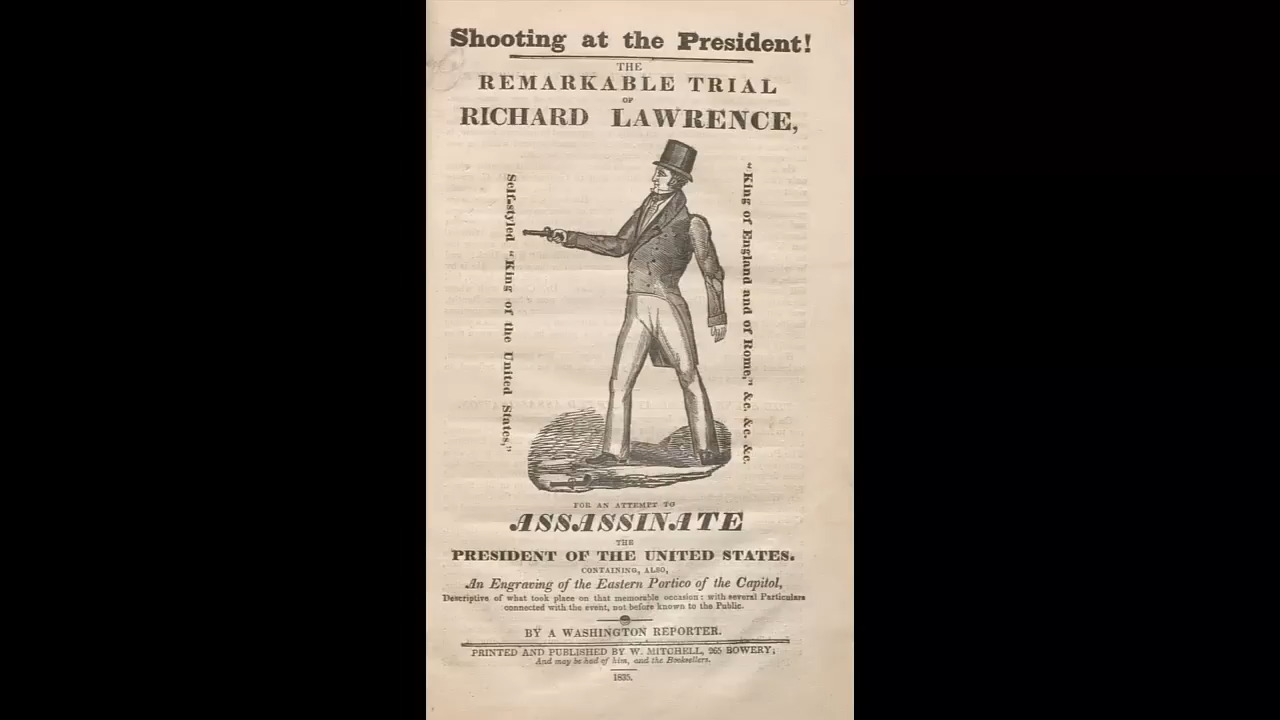 Shooting at the President!
THE
REMARKABLE TRIAL
OF
RICHARD LAWRENCE,
Self-styled "King of the United States,"
"King of England and of Rome," &c. &c. &c.
FOR AN ATTEMPT TO
ASSASSINATE
THE
PRESIDENT OF THE UNITED STATES.
CONTAINING, ALSO,
An Engraving of the Eastern Portico of the Capitol,
Descriptive of what took place on that memorable occasion: with several Particulars
connected with the event, not before known to the Public.
BY A WASHINGTON REPORTER.
PRINTED AND PUBLISHED BY W. MITCHELL, 265 BOWERY;
And may be had of him, and the Booksellers.
1835.